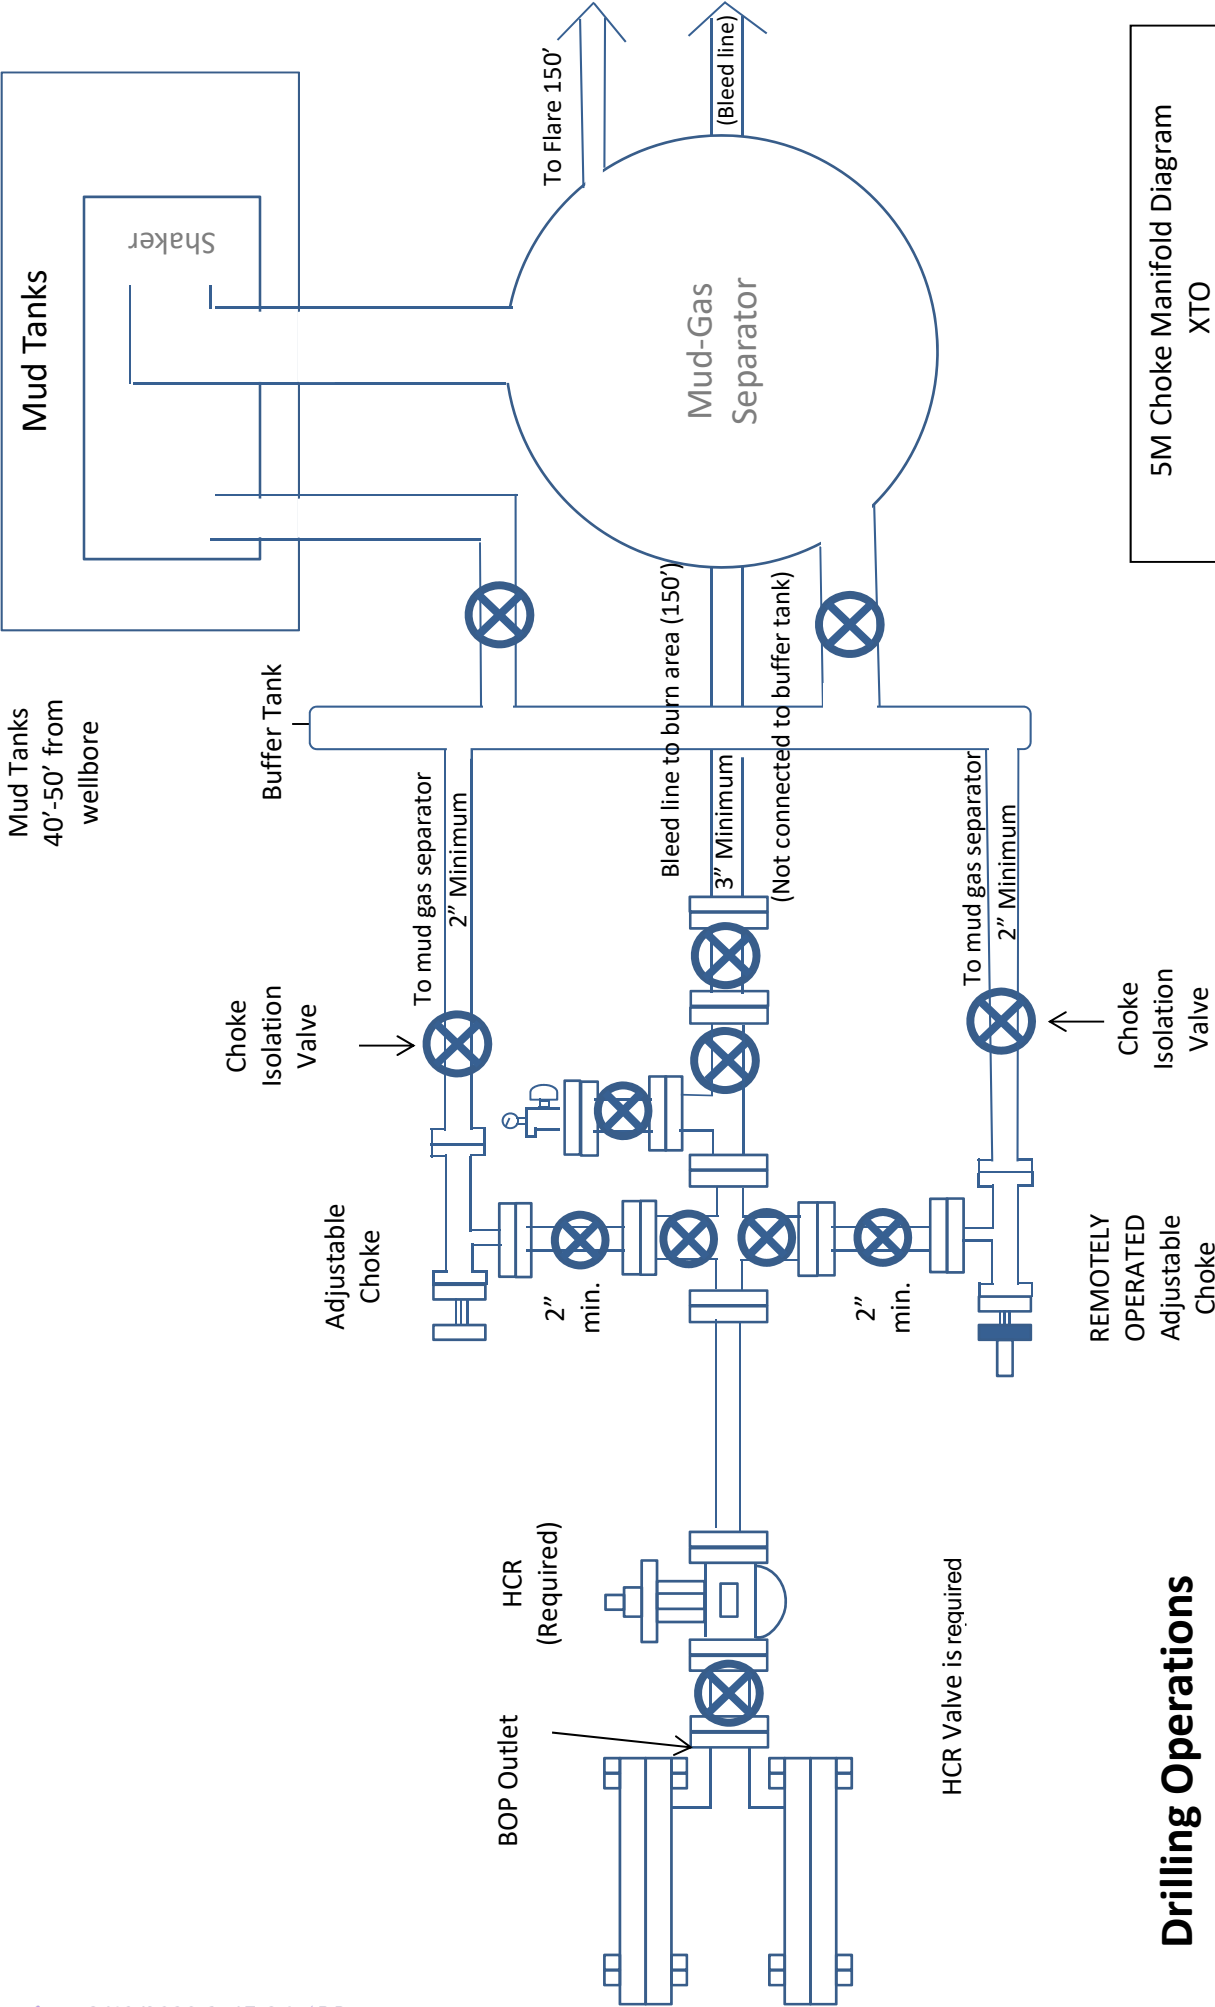 Mud Tanks
40’-50’ from
wellbore
Mud Tanks
Shaker
Buffer Tank
Choke
Isolation
Valve
Adjustable
Choke
To mud gas separator
2” Minimum
To Flare 150’
(Bleed line)
Mud-Gas
Separator
HCR
(Required)
BOP Outlet
2”
min.
2”
min.
Bleed line to burn area (150’)
3” Minimum
(Not connected to buffer tank)
To mud gas separator
2” Minimum
HCR Valve is required
REMOTELY
OPERATED
Adjustable
Choke
Choke
Isolation
Valve
Drilling Operations
5M Choke Manifold Diagram
XTO